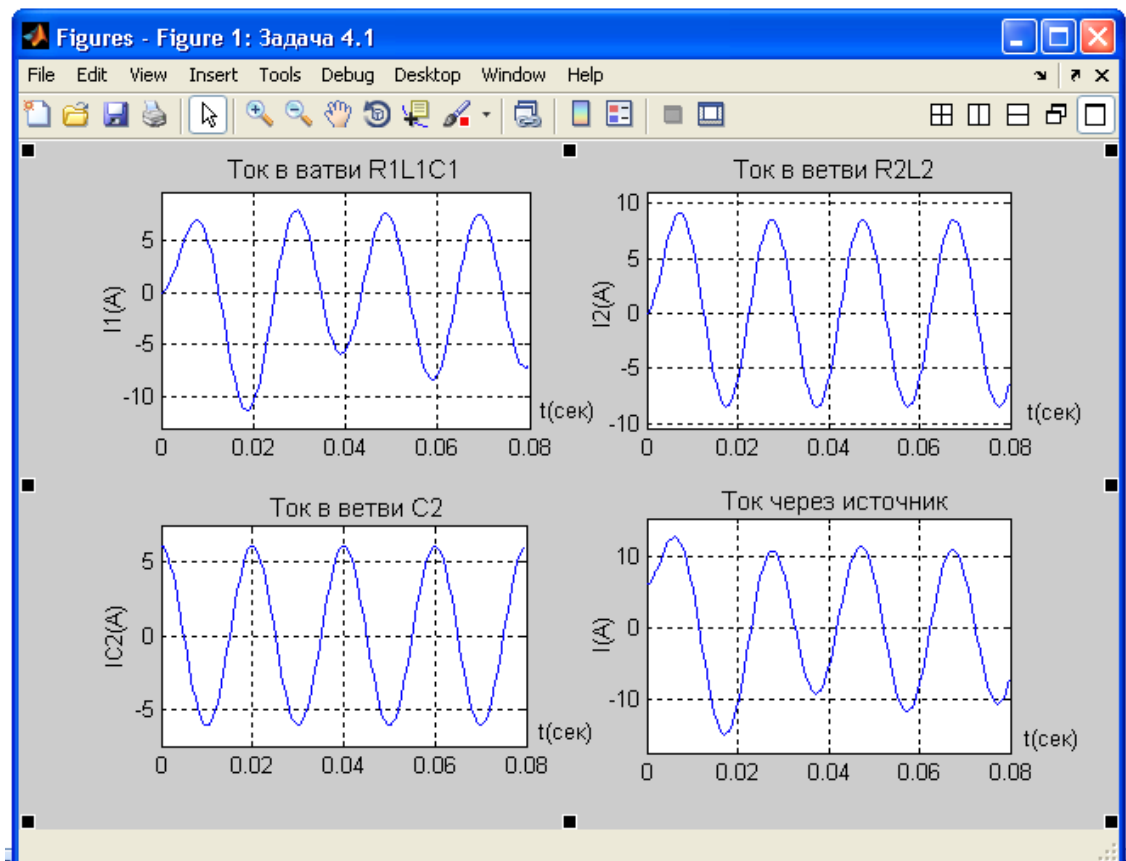 Figures - Figure 1: Задача 4.1
File Edit View Insert Tools Debug Desktop Window Help
Ток в ватви R1L1C1
I1(A)
5
0
-5
-10
0 0.02 0.04 0.06 0.08
t(сек)
Ток в ветви R2L2
I2(A)
10
5
0
-5
-10
0 0.02 0.04 0.06 0.08
t(сек)
Ток в ветви C2
IC2(A)
5
0
-5
0 0.02 0.04 0.06 0.08
t(сек)
Ток через источник
I(A)
10
0
-10
0 0.02 0.04 0.06 0.08
t(сек)